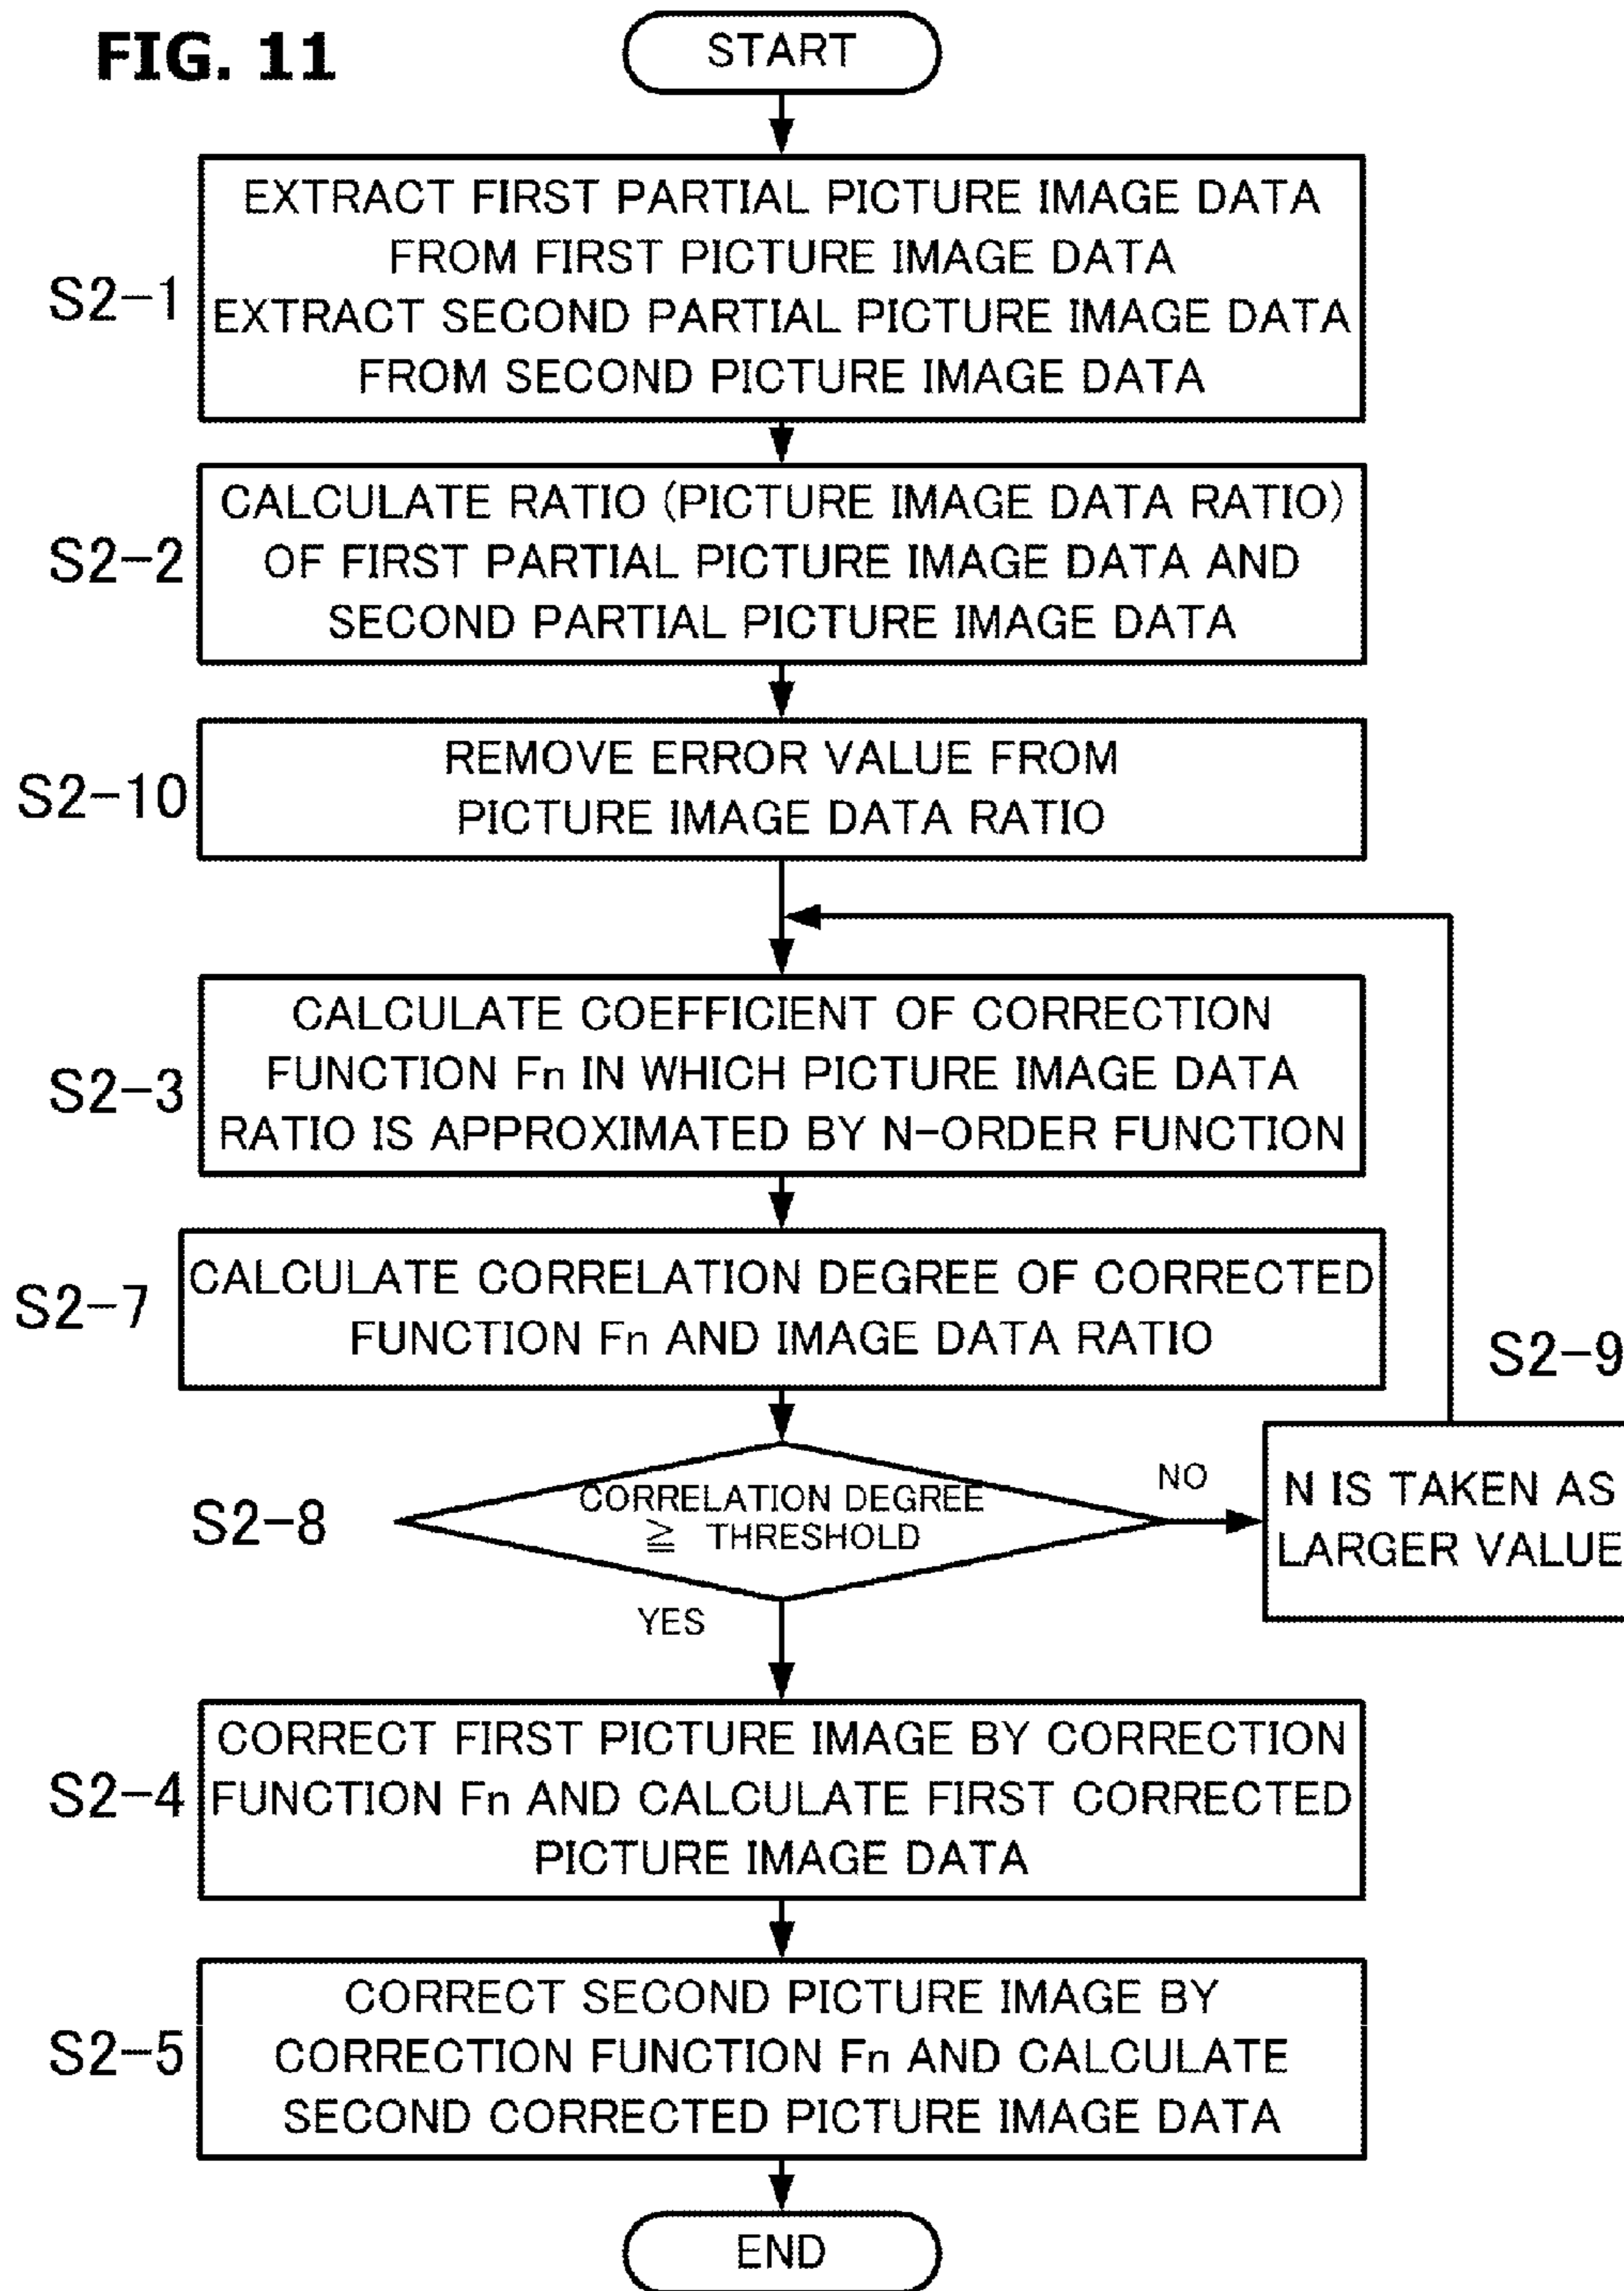 FIG. 11
START
S2-1
EXTRACT FIRST PARTIAL PICTURE IMAGE DATA
FROM FIRST PICTURE IMAGE DATA
EXTRACT SECOND PARTIAL PICTURE IMAGE DATA
FROM SECOND PICTURE IMAGE DATA
S2-2
CALCULATE RATIO (PICTURE IMAGE DATA RATIO)
OF FIRST PARTIAL PICTURE IMAGE DATA AND
SECOND PARTIAL PICTURE IMAGE DATA
S2-10
REMOVE ERROR VALUE FROM
PICTURE IMAGE DATA RATIO
S2-3
CALCULATE COEFFICIENT OF CORRECTION
FUNCTION Fn IN WHICH PICTURE IMAGE DATA
RATIO IS APPROXIMATED BY N-ORDER FUNCTION
S2-7
CALCULATE CORRELATION DEGREE OF CORRECTED
FUNCTION Fn AND IMAGE DATA RATIO
S2-8
CORRELATION DEGREE
≧ THRESHOLD
NO
S2-9
N IS TAKEN AS
LARGER VALUE
YES
S2-4
CORRECT FIRST PICTURE IMAGE BY CORRECTION
FUNCTION Fn AND CALCULATE FIRST CORRECTED
PICTURE IMAGE DATA
S2-5
CORRECT SECOND PICTURE IMAGE BY
CORRECTION FUNCTION Fn AND CALCULATE
SECOND CORRECTED PICTURE IMAGE DATA
END